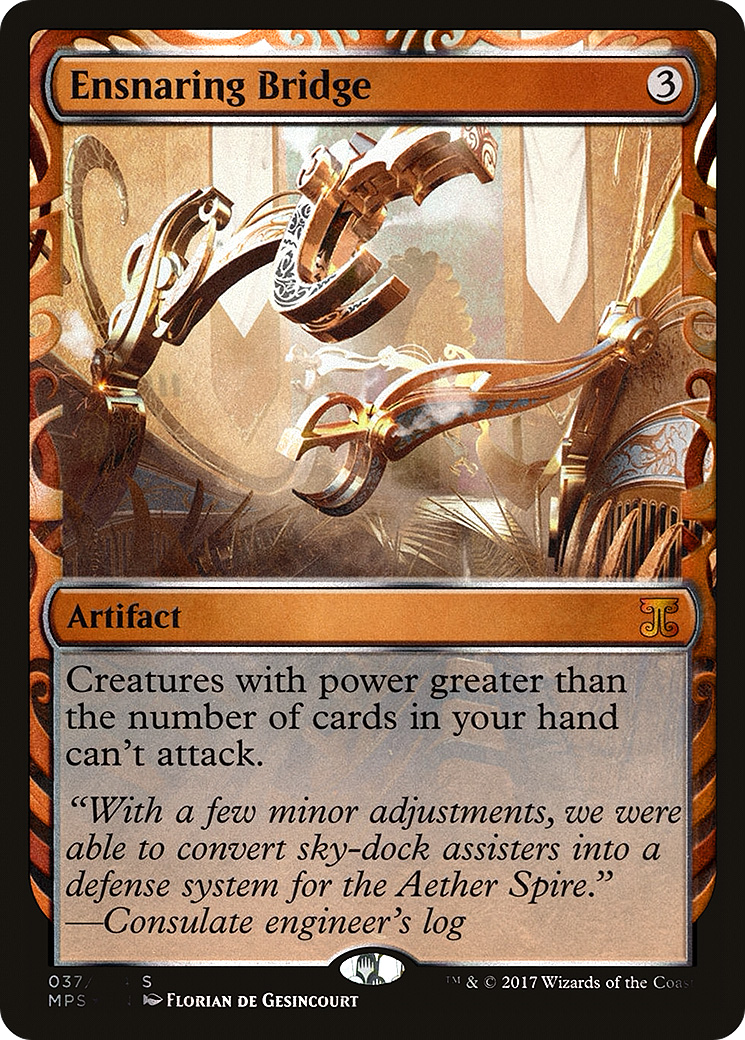 Ensnaring Bridge 3
Artifact
Creatures with power greater than
the number of cards in your hand
can't attack.
"With a few minor adjustments, we were
able to convert sky-dock assisters into a
defense system for the Aether Spire."
—Consulate engineer's log
037/ S
MPS FLORIAN DE GESINCOURT
™ & © 2017 Wizards of the Coas